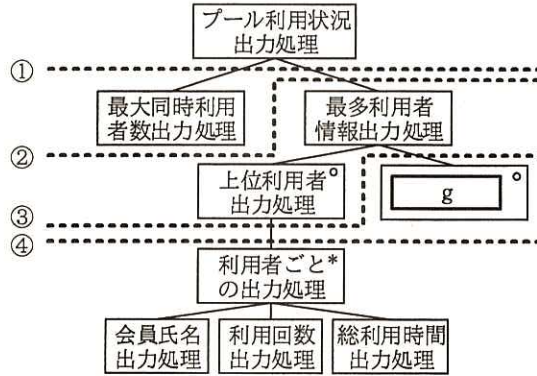 プール利用状況
出力処理
①
最大同時利用
者数出力処理
最多利用者
情報出力処理
②
上位利用者°
出力処理
g
°
③
④
利用者ごと*
の出力処理
会員氏名
出力処理
利用回数
出力処理
総利用時間
出力処理